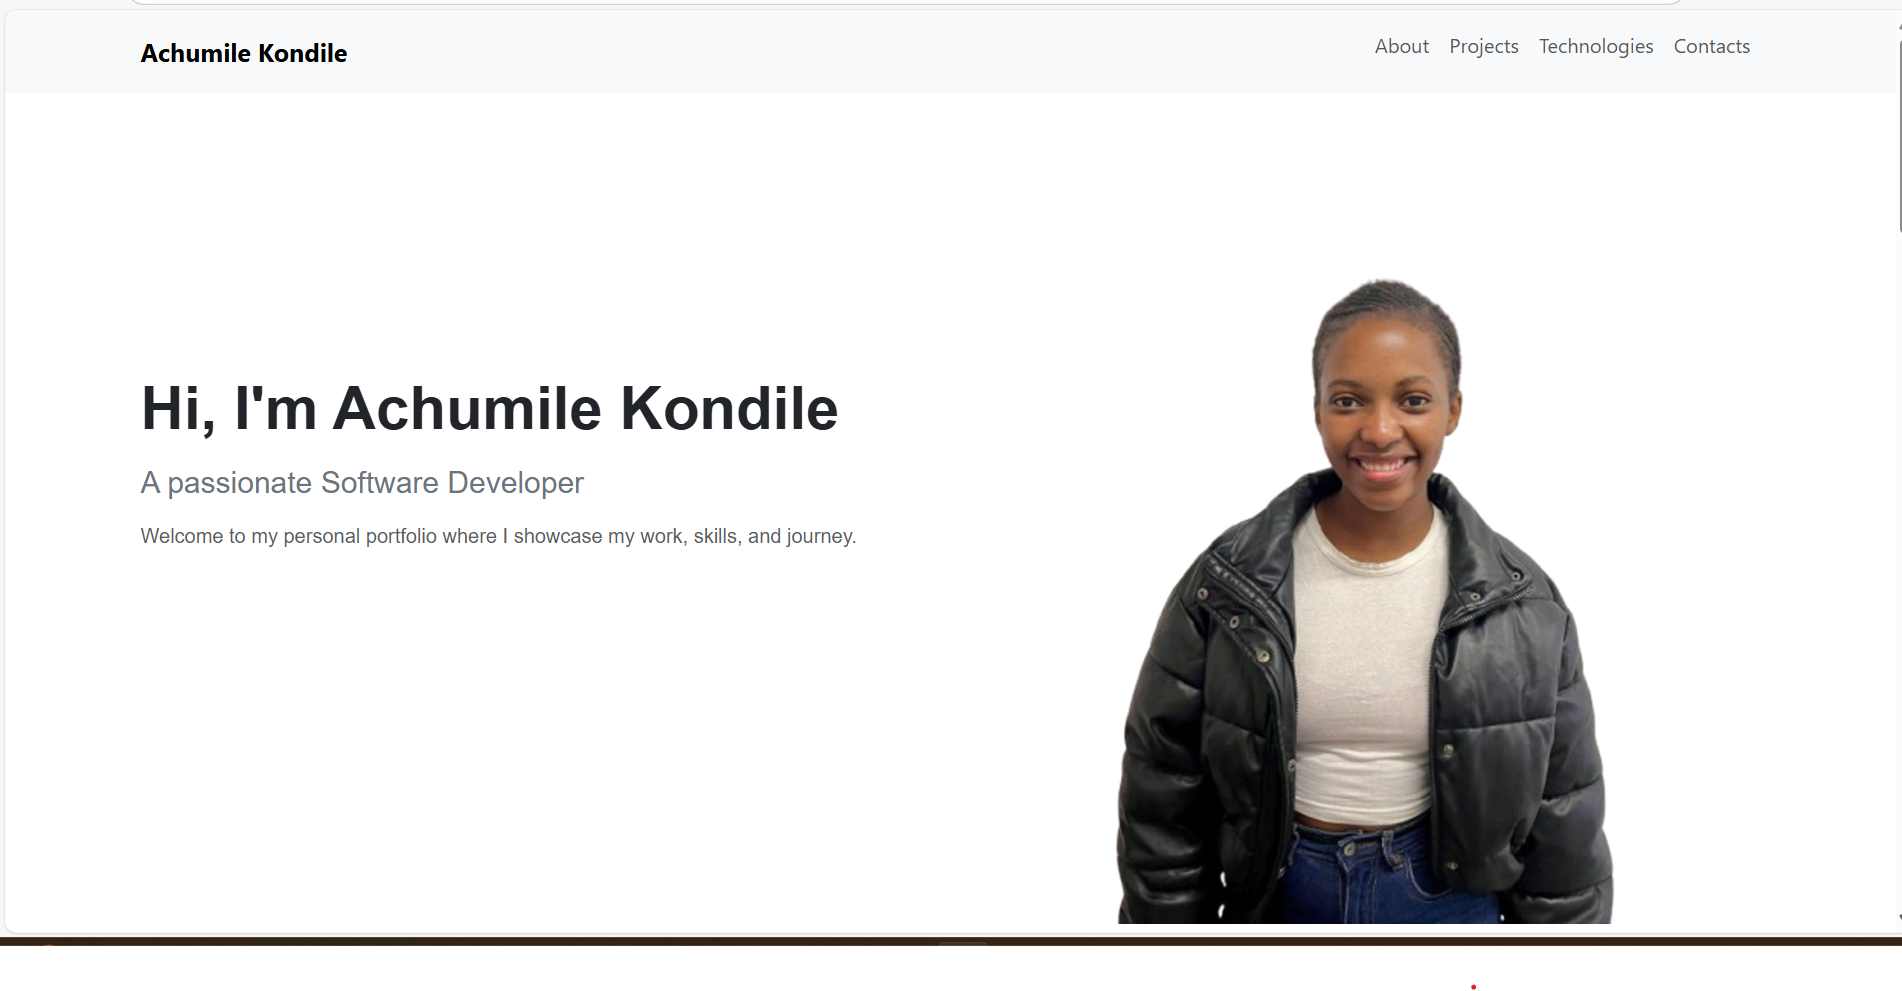 Achumile Kondile
About Projects Technologies Contacts
Hi, I'm Achumile Kondile
A passionate Software Developer
Welcome to my personal portfolio where I showcase my work, skills, and journey.